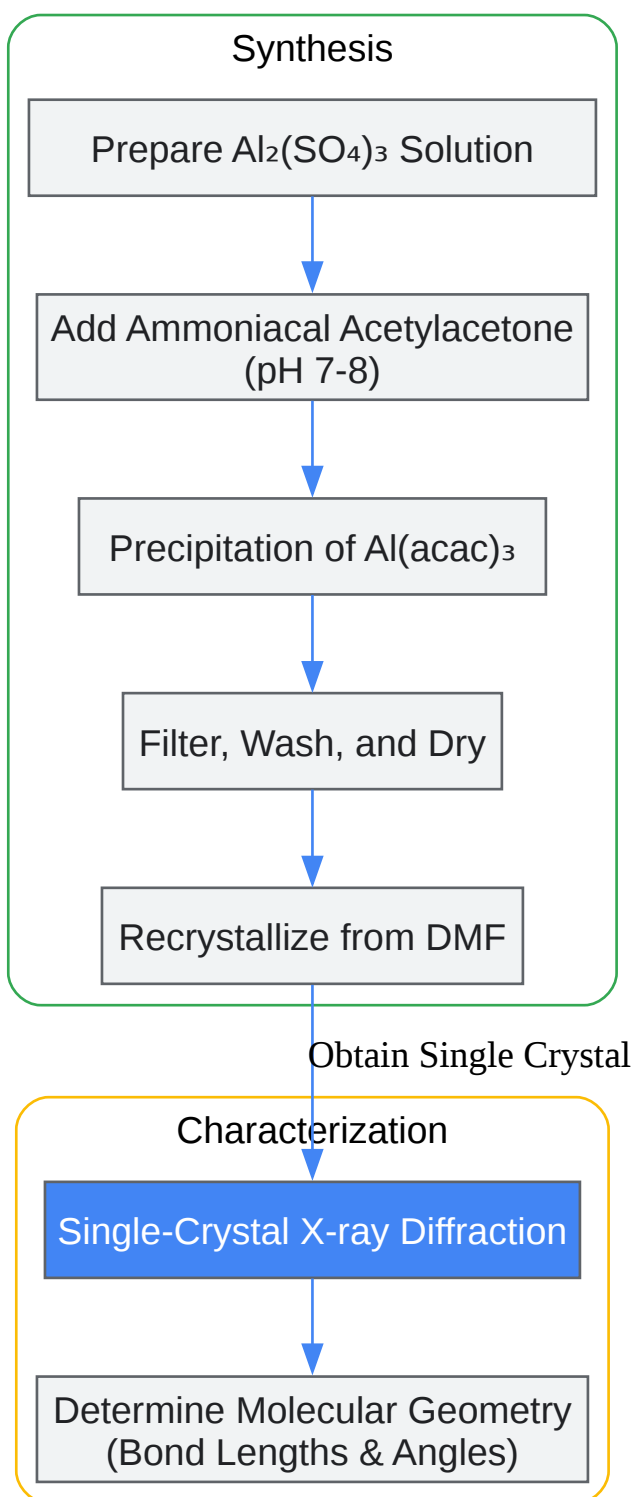 Synthesis
Prepare Al₂(SO₄)₃ Solution
Add Ammoniacal Acetylacetone
(pH 7-8)
Precipitation of Al(acac)₃
Filter, Wash, and Dry
Recrystallize from DMF
Obtain Single Crystal
Characterization
Single-Crystal X-ray Diffraction
Determine Molecular Geometry
(Bond Lengths & Angles)